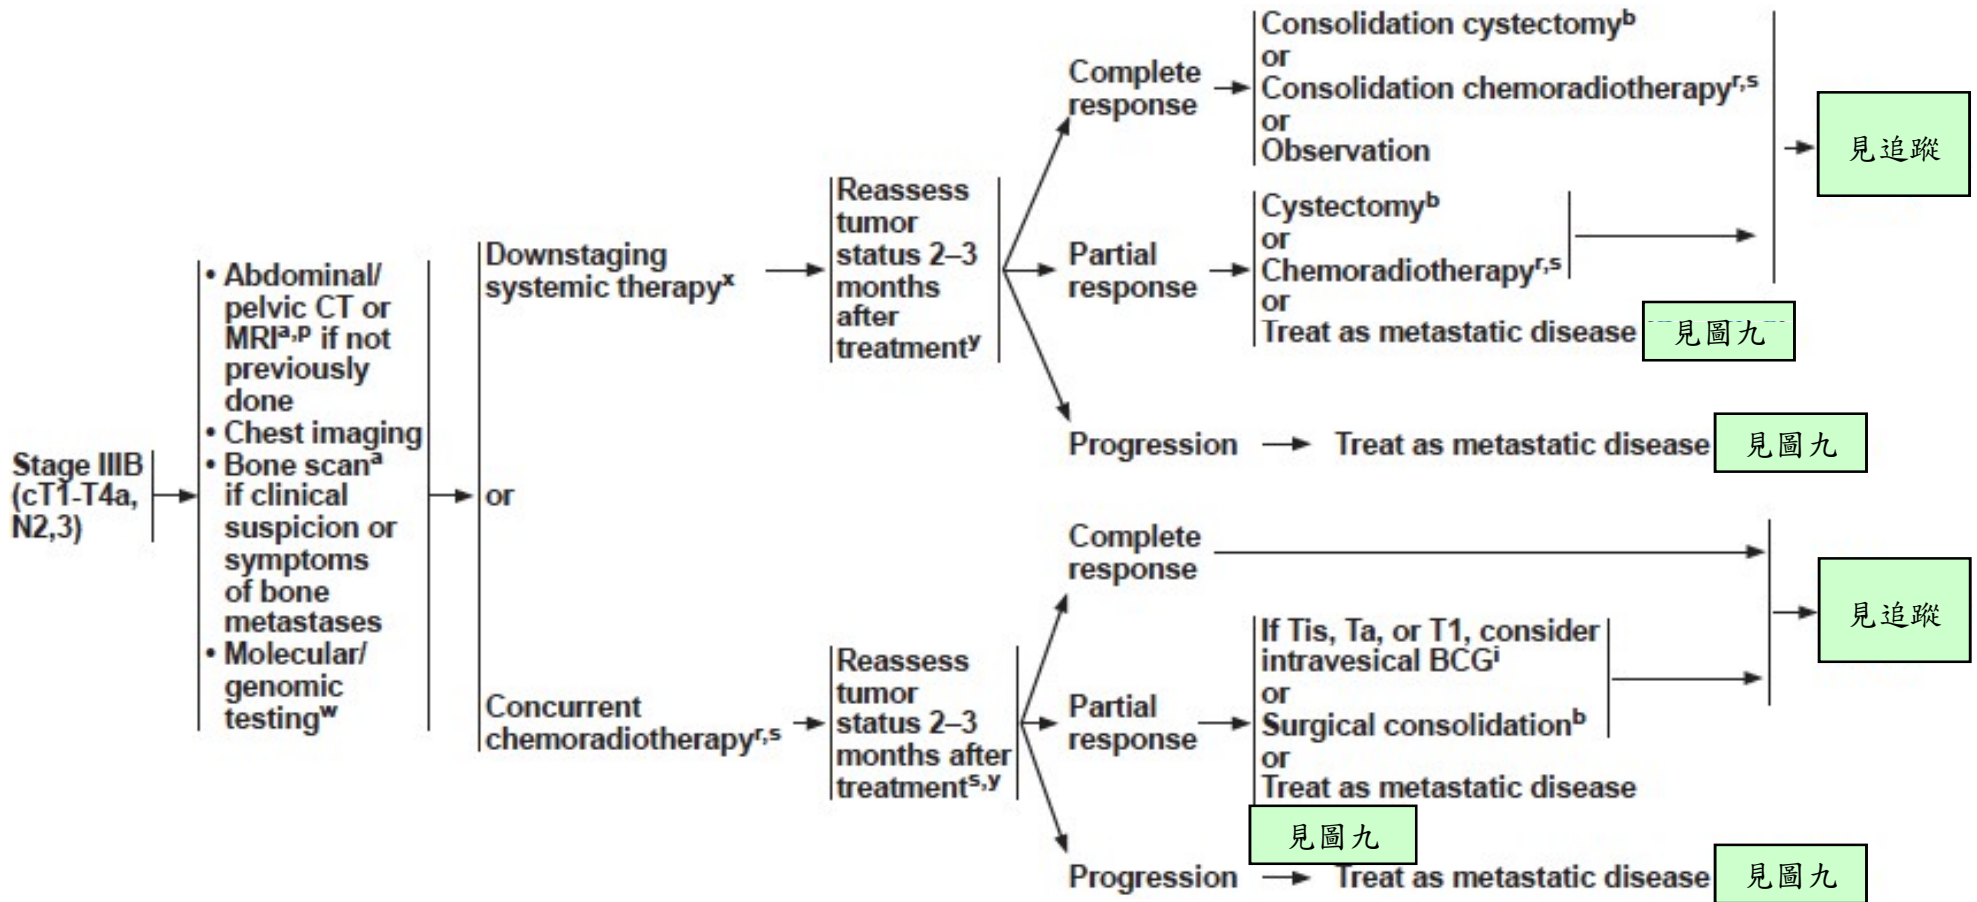 Stage IIIB
(cT1-T4a,
N2,3)
• Abdominal/
pelvic CT or
MRIa,p if not
previously
done
• Chest imaging
• Bone scana
if clinical
suspicion or
symptoms
of bone
metastases
• Molecular/
genomic
testingw
Downstaging
systemic therapyx
or
Concurrent
chemoradiotherapyr,s
Reassess
tumor
status 2–3
months
after
treatmenty
Complete
response
Consolidation cystectomyb
or
Consolidation chemoradiotherapyr,s
or
Observation
Partial
response
Cystectomyb
or
Chemoradiotherapyr,s
or
Treat as metastatic disease
見圖九
見追蹤
Progression
Treat as metastatic disease
見圖九
Reassess
tumor
status 2–3
months after
treatments,y
Complete
response
Partial
response
If Tis, Ta, or T1, consider
intravesical BCGi
or
Surgical consolidationb
or
Treat as metastatic disease
見圖九
見追蹤
Progression
Treat as metastatic disease
見圖九